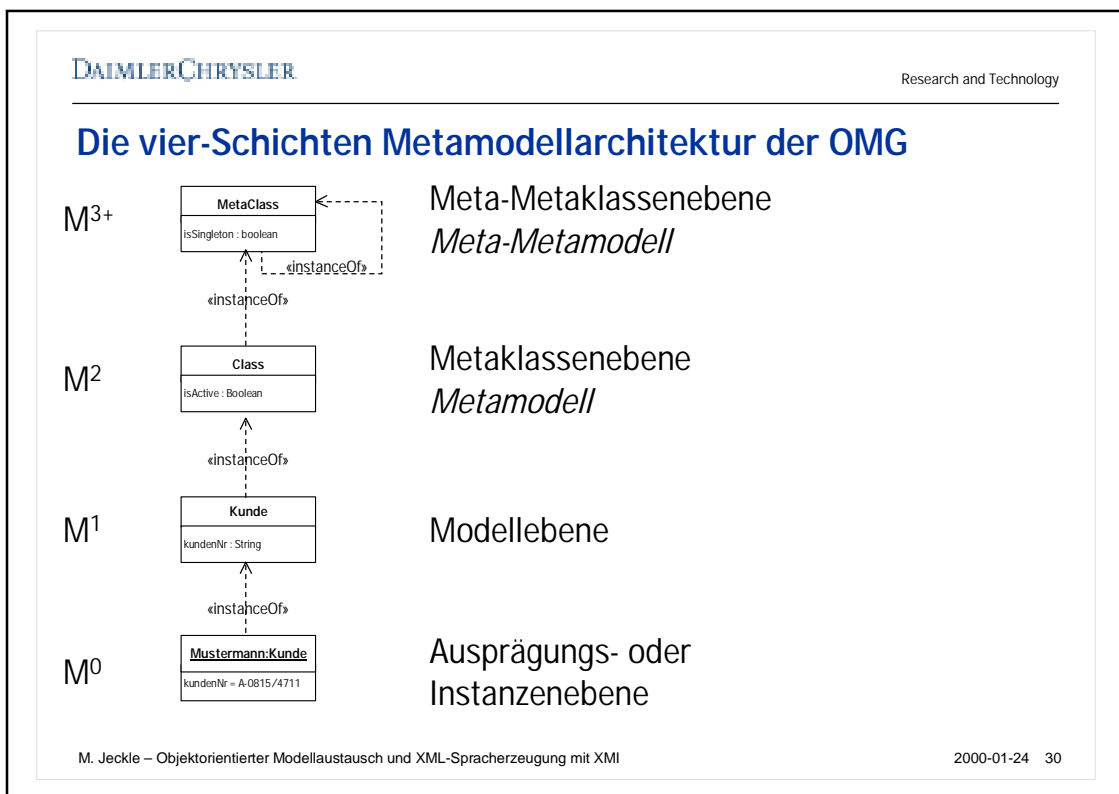 DAIMLERCHRYSLER
Research and Technology
Die vier-Schichten Metamodellarchitektur der OMG
M3+
MetaClass
isSingleton : boolean
«instanceOf»
Meta-Metaklassenebene
Meta-Metamodell
«instanceOf»
M2
Class
isActive : Boolean
Metaklassenebene
Metamodell
«instanceOf»
M1
Kunde
kundenNr : String
Modellebene
«instanceOf»
M0
Mustermann:Kunde
kundenNr = A-0815/4711
Ausprägungs- oder
Instanzenebene
M. Jeckle – Objektorientierter Modellaustausch und XML-Spracherzeugung mit XMI
2000-01-24 30